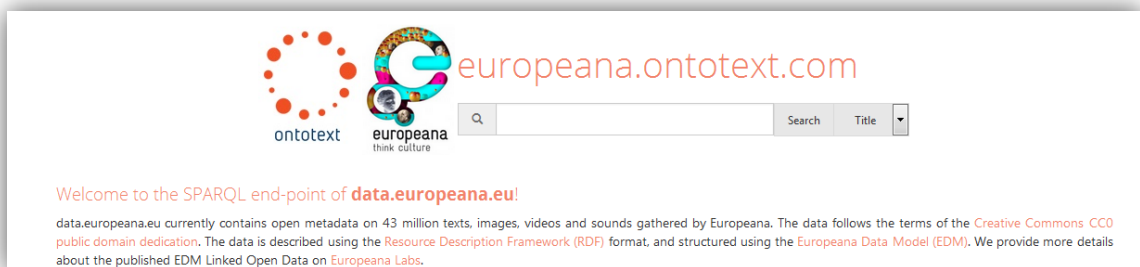 europeana.ontotext.com
ontotext
europeana
think culture
Search Title
Welcome to the SPARQL end-point of data.europeana.eu!
data.europeana.eu currently contains open metadata on 43 million texts, images, videos and sounds gathered by Europeana. The data follows the terms of the Creative Commons CC0
public domain dedication. The data is described using the Resource Description Framework (RDF) format, and structured using the Europeana Data Model (EDM). We provide more details
about the published EDM Linked Open Data on Europeana Labs.